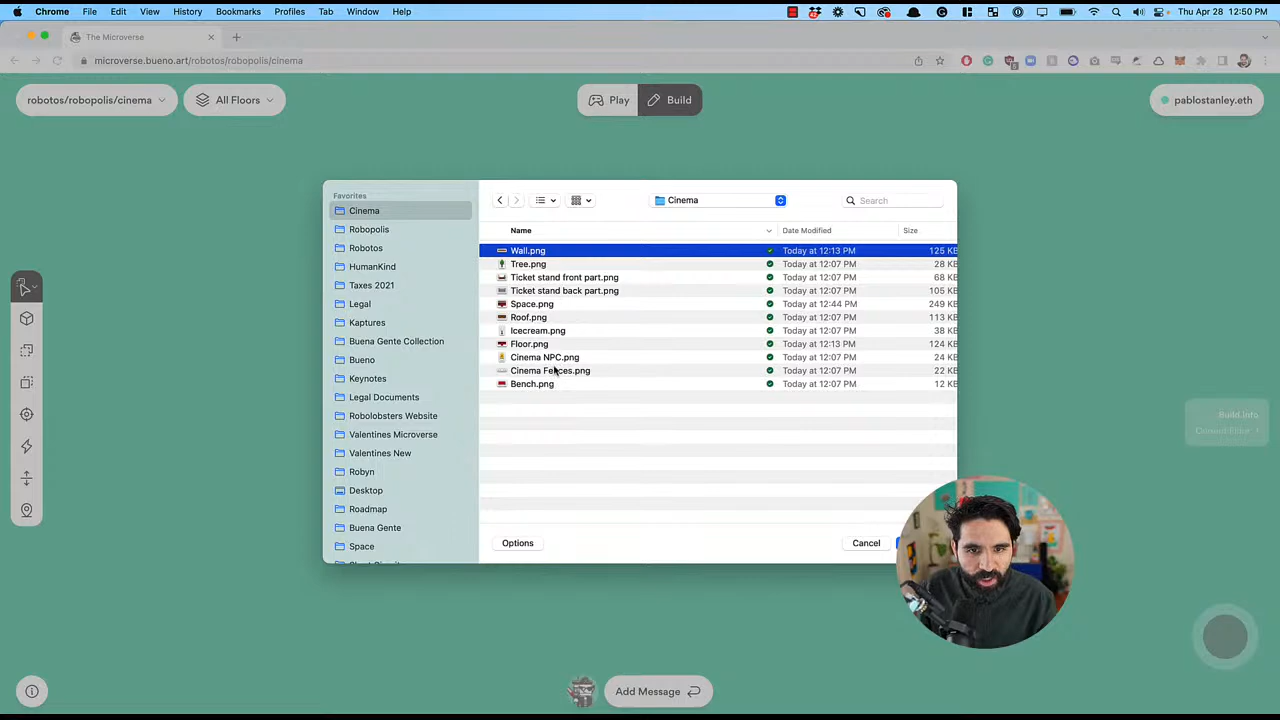 Chrome File Edit View History Bookmarks Profiles Tab Window Help Thu Apr 28 12:50 PM
The Microverse
microverse.bueno.art/robotos/robopolis/cinema
robotos/robopolis/cinema All Floors Play Build pablostanley.eth
Favorites
Cinema
Robopolis
Robotos
HumanKind
Taxes 2021
Legal
Kaptures
Buena Gente Collection
Bueno
Keynotes
Legal Documents
Robolobsters Website
Valentines Microverse
Valentines New
Robyn
Desktop
Roadmap
Buena Gente
Space
Cinema Search
Name Date Modified Size
Wall.png Today at 12:13 PM 125 KB
Tree.png Today at 12:07 PM 28 KB
Ticket stand front part.png Today at 12:07 PM 68 KB
Ticket stand back part.png Today at 12:07 PM 105 KB
Space.png Today at 12:44 PM 249 KB
Roof.png Today at 12:07 PM 113 KB
Icecream.png Today at 12:07 PM 38 KB
Floor.png Today at 12:13 PM 124 KB
Cinema NPC.png Today at 12:07 PM 24 KB
Cinema Fences.png Today at 12:07 PM 22 KB
Bench.png Today at 12:07 PM 12 KB
Options Cancel
Build Info
Add Message